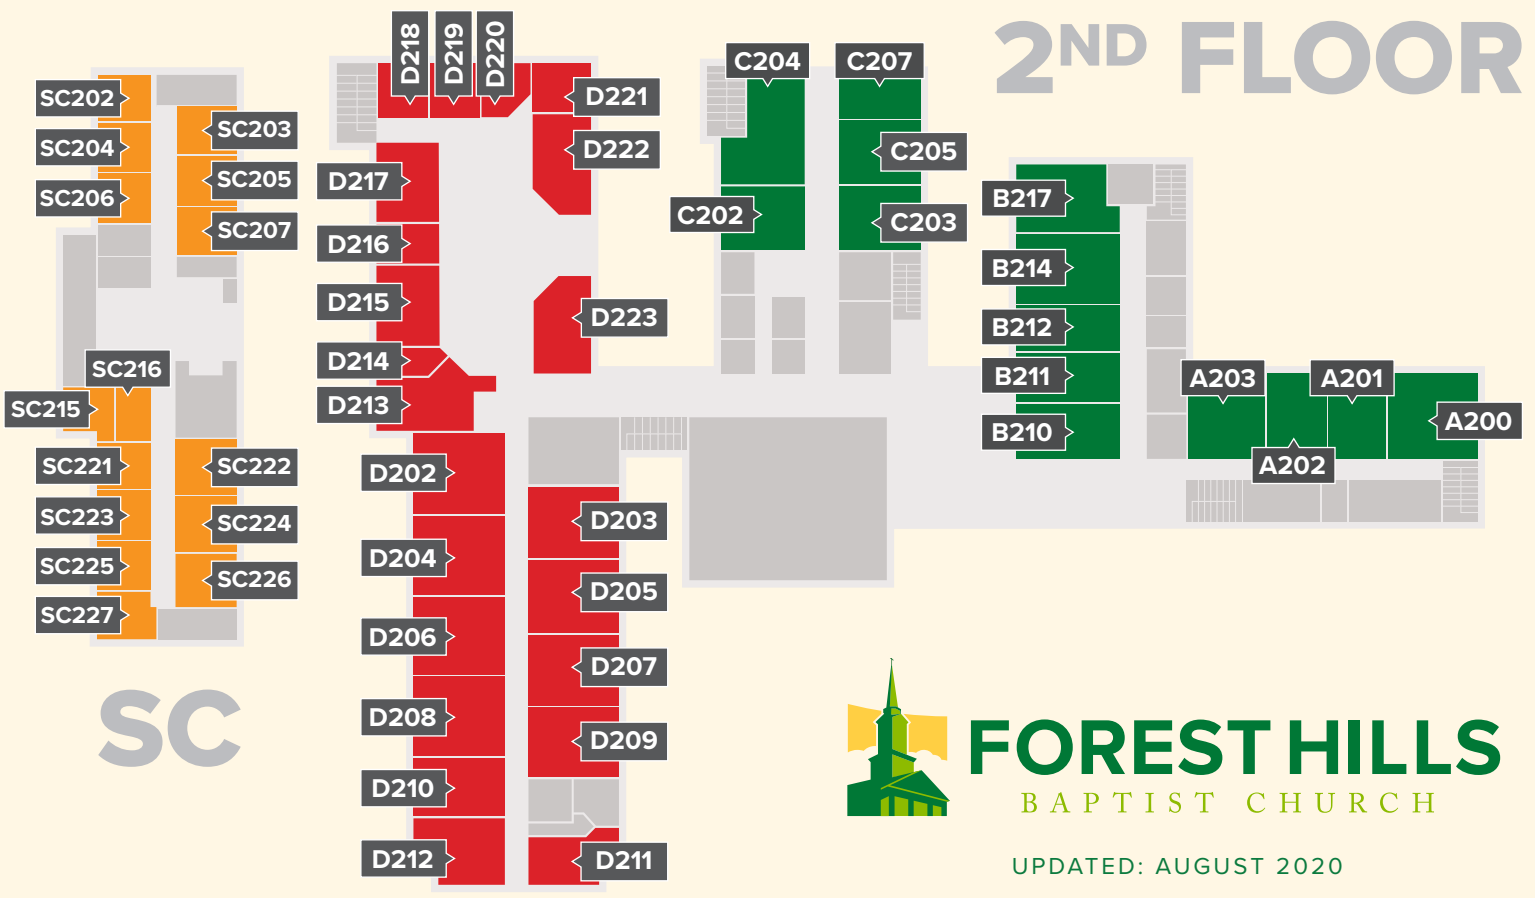 2ND FLOOR
SC202
SC203
SC204
SC205
SC206
SC207
SC216
SC215
SC221
SC222
SC223
SC224
SC225
SC226
SC227
SC
D218
D219
D220
D221
D222
D217
D216
D215
D223
D214
D213
D202
D203
D204
D205
D206
D207
D208
D209
D210
D212
D211
C204
C207
C205
C202
C203
B217
B214
B212
B211
B210
A203
A201
A200
A202
FOREST HILLS
BAPTIST CHURCH
UPDATED: AUGUST 2020